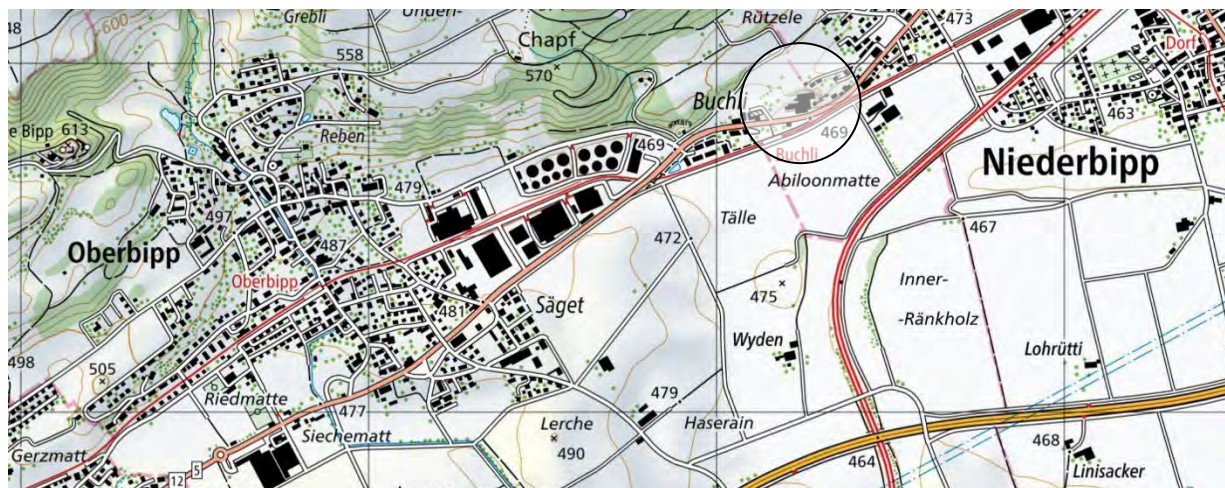 48
600
Grebli
Chapf
570
Rützele
473
558
Dorf
Buchli
e Bipp
613
Reben
469
469
463
Buchli
Niederbipp
479
Abiloonmatte
497
Tälle
467
Oberbipp
487
472
Oberbipp
475
Inner-
-Ränkholz
481
Säget
Wyden
Lohrütti
498
505
Riedmatte
477
479
Lerche
Haserain
Siechematt
490
468
Gerzmatt
464
Linisacker
12
5